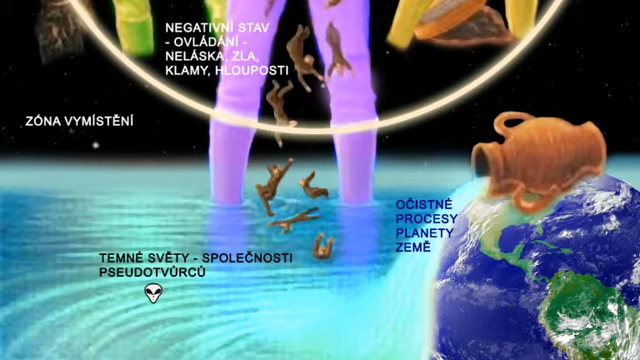 NEGATIVNÍ STAV
- OVLÁDÁNÍ -
NELÁSKA, ZLA,
KLAMY, HLOUPOSTI
ZÓNA VYMÍSTĚNÍ
OČISTNÉ
PROCESY
PLANETY
ZEMĚ
TEMNÉ SVĚTY - SPOLEČNOSTI
PSEUDOTVŮRCŮ